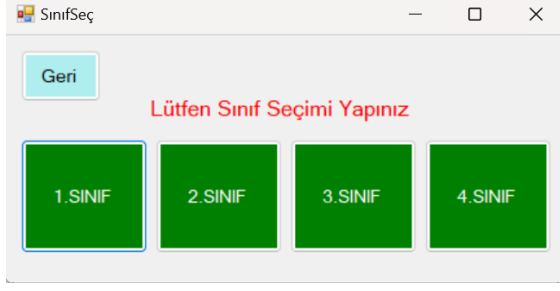 SınıfSeç
Geri
Lütfen Sınıf Seçimi Yapınız
1.SINIF 2.SINIF 3.SINIF 4.SINIF